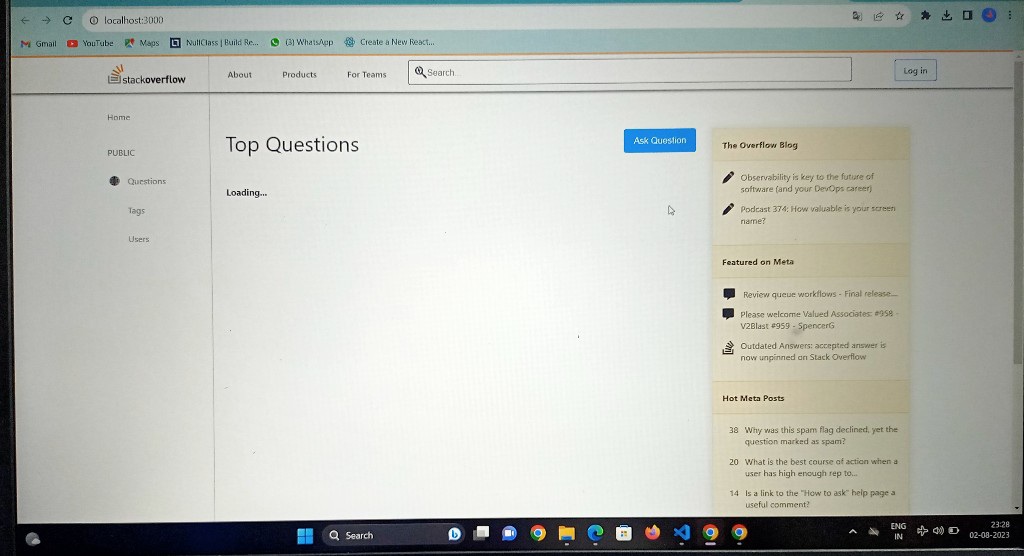 localhost:3000
Gmail YouTube Maps NullClass | Build Re... (3) WhatsApp Create a New React...
stackoverflow About Products For Teams Search... Log in
Home
PUBLIC
Questions
Tags
Users
Top Questions
Ask Question
Loading...
The Overflow Blog
Observability is key to the future of
software (and your DevOps career)
Podcast 374: How valuable is your screen
name?
Featured on Meta
Review queue workflows - Final release...
Please welcome Valued Associates: #958 -
V2Blast #959 - SpencerG
Outdated Answers: accepted answer is
now unpinned on Stack Overflow
Hot Meta Posts
38 Why was this spam flag declined, yet the
question marked as spam?
20 What is the best course of action when a
user has high enough rep to...
14 Is a link to the "How to ask" help page a
useful comment?
Search
ENG
IN
23:28
02-08-2023